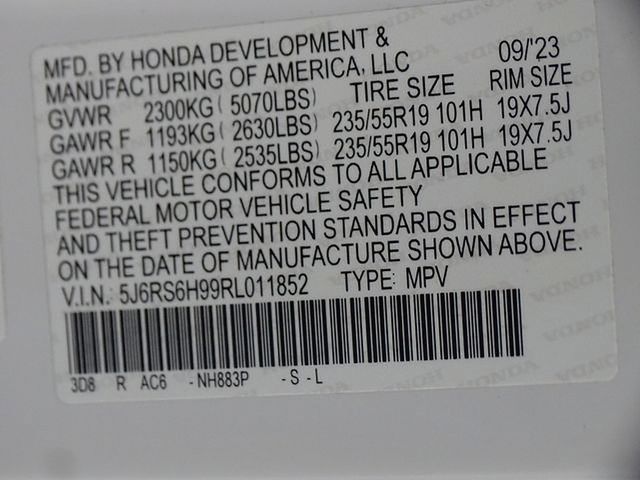 MFD. BY HONDA DEVELOPMENT &
MANUFACTURING OF AMERICA, LLC 09/'23
GVWR 2300KG ( 5070LBS) TIRE SIZE RIM SIZE
GAWR F 1193KG ( 2630LBS) 235/55R19 101H 19X7.5J
GAWR R 1150KG ( 2535LBS) 235/55R19 101H 19X7.5J
THIS VEHICLE CONFORMS TO ALL APPLICABLE
FEDERAL MOTOR VEHICLE SAFETY
AND THEFT PREVENTION STANDARDS IN EFFECT
ON THE DATE OF MANUFACTURE SHOWN ABOVE.
V.I.N.: 5J6RS6H99RL011852 TYPE: MPV
3D8 R AC6 -NH883P -S-L